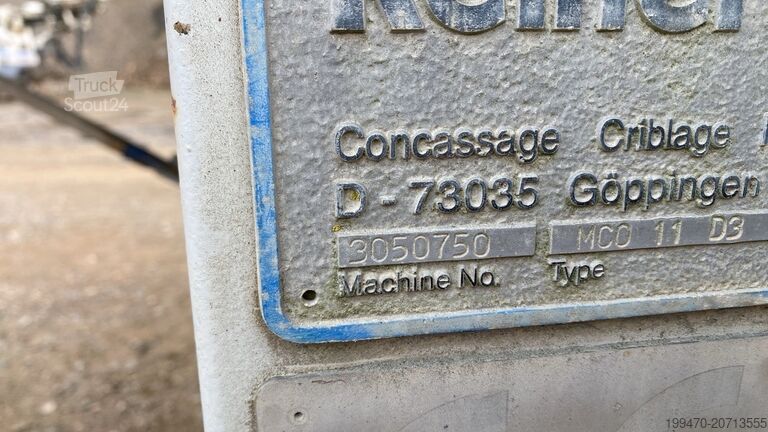 Truck
Scout24
Concassage Criblage
D - 73035 Göppingen
3050750 MCO 11 D3
Machine No. Type
199470-20713555